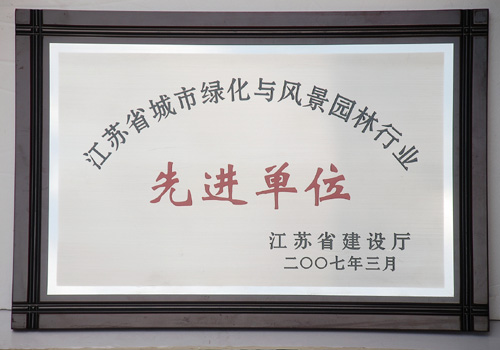 江苏省城市绿化与风景园林行业
先进单位
江苏省建设厅
二〇〇七年三月